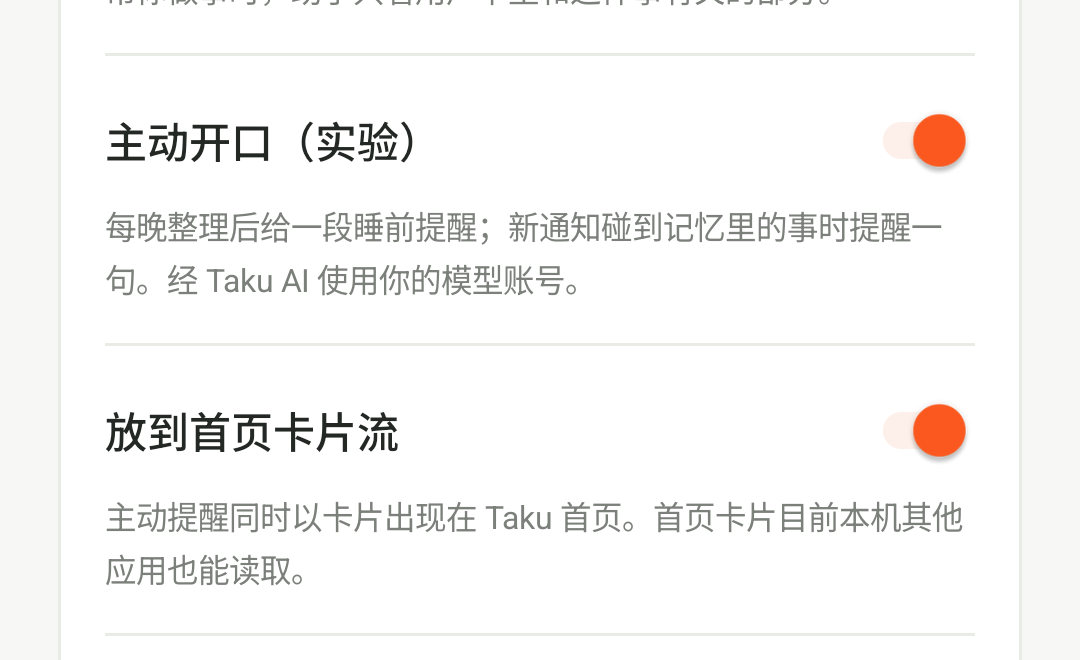 主动开口（实验）
每晚整理后给一段睡前提醒；新通知碰到记忆里的事时提醒一
句。经 Taku AI 使用你的模型账号。
放到首页卡片流
主动提醒同时以卡片出现在 Taku 首页。首页卡片目前本机其他
应用也能读取。